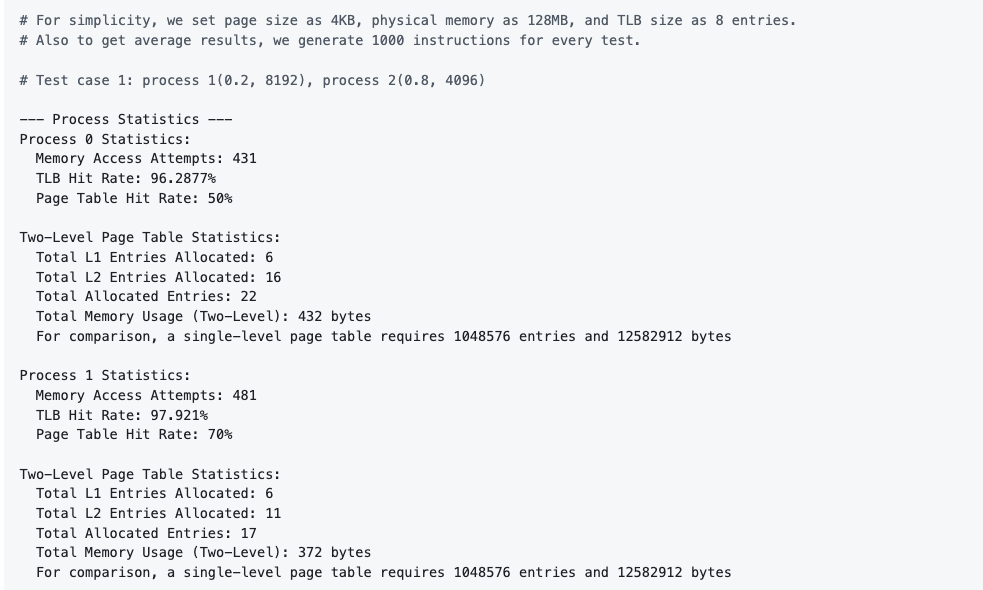 # For simplicity, we set page size as 4KB, physical memory as 128MB, and TLB size as 8 entries.
# Also to get average results, we generate 1000 instructions for every test.
# Test case 1: process 1(0.2, 8192), process 2(0.8, 4096)
--- Process Statistics ---
Process 0 Statistics:
Memory Access Attempts: 431
TLB Hit Rate: 96.2877%
Page Table Hit Rate: 50%
Two-Level Page Table Statistics:
Total L1 Entries Allocated: 6
Total L2 Entries Allocated: 16
Total Allocated Entries: 22
Total Memory Usage (Two-Level): 432 bytes
For comparison, a single-level page table requires 1048576 entries and 12582912 bytes
Process 1 Statistics:
Memory Access Attempts: 481
TLB Hit Rate: 97.921%
Page Table Hit Rate: 70%
Two-Level Page Table Statistics:
Total L1 Entries Allocated: 6
Total L2 Entries Allocated: 11
Total Allocated Entries: 17
Total Memory Usage (Two-Level): 372 bytes
For comparison, a single-level page table requires 1048576 entries and 12582912 bytes